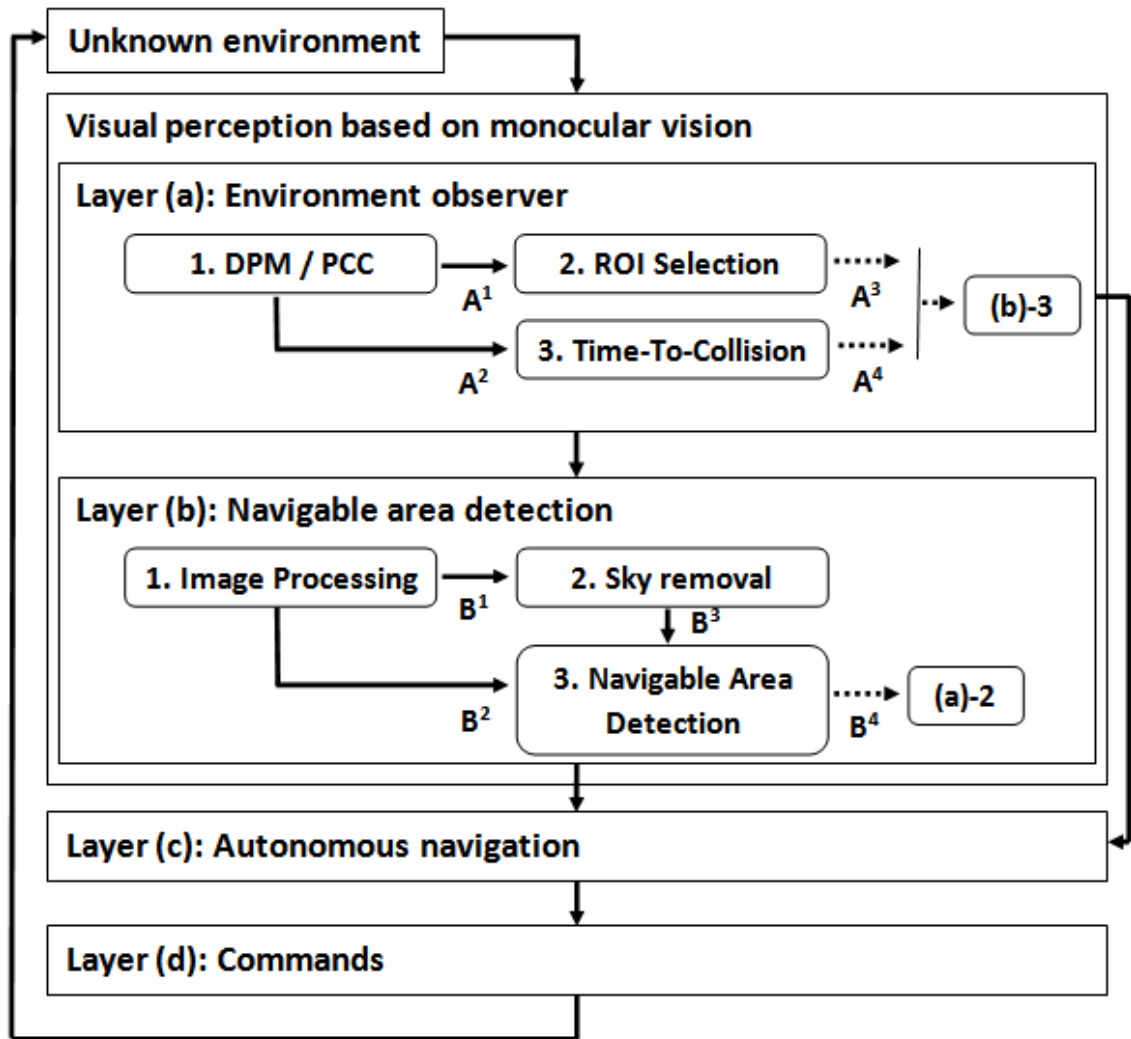 Unknown environment
Visual perception based on monocular vision
Layer (a): Environment observer
1. DPM / PCC
A¹
2. ROI Selection
A³
(b)-3
A²
3. Time-To-Collision
A⁴
Layer (b): Navigable area detection
1. Image Processing
B¹
2. Sky removal
B³
B²
3. Navigable Area
Detection
B⁴
(a)-2
Layer (c): Autonomous navigation
Layer (d): Commands